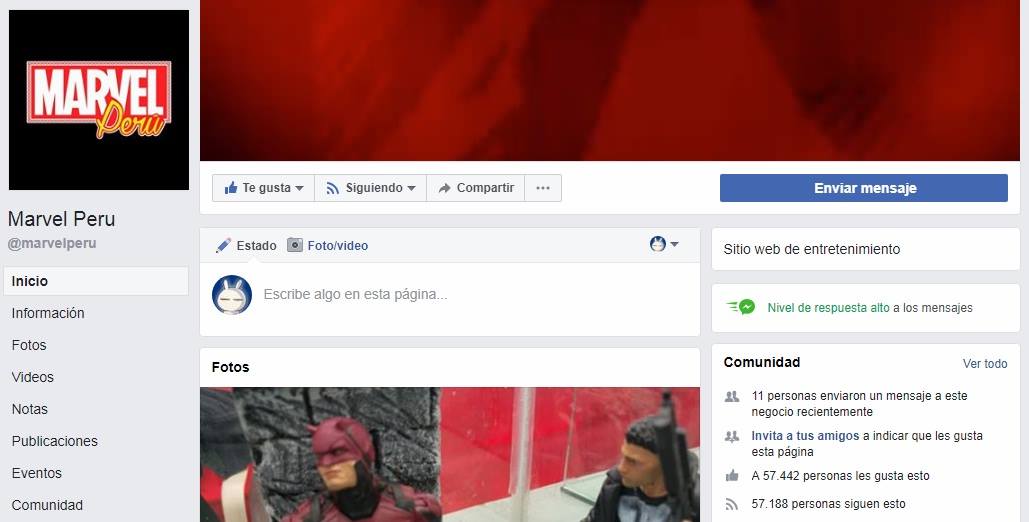 MARVEL
Perú
Marvel Peru
@marvelperu
Inicio
Información
Fotos
Videos
Notas
Publicaciones
Eventos
Comunidad
Te gusta
Siguiendo
Compartir
Enviar mensaje
Estado
Foto/video
Escribe algo en esta página...
Fotos
Sitio web de entretenimiento
Nivel de respuesta alto a los mensajes
Comunidad
Ver todo
11 personas enviaron un mensaje a este
negocio recientemente
Invita a tus amigos a indicar que les gusta
esta página
A 57.442 personas les gusta esto
57.188 personas siguen esto